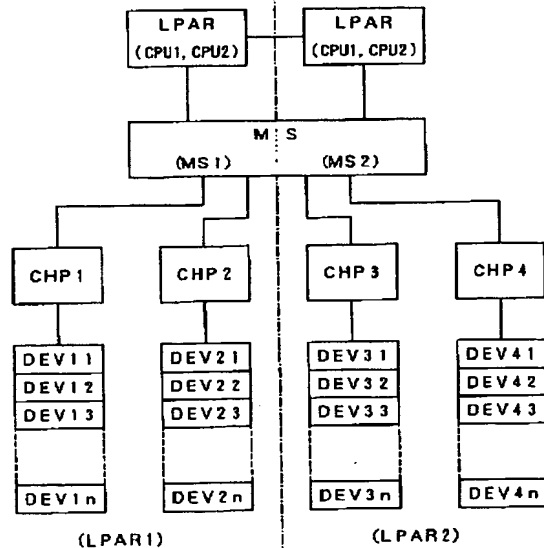 LPAR
(CPU1, CPU2)
LPAR
(CPU1, CPU2)
MS
(MS1)
(MS2)
CHP1
CHP2
CHP3
CHP4
DEV11
DEV12
DEV13
DEV1n
DEV21
DEV22
DEV23
DEV2n
DEV31
DEV32
DEV33
DEV3n
DEV41
DEV42
DEV43
DEV4n
(LPAR1)
(LPAR2)